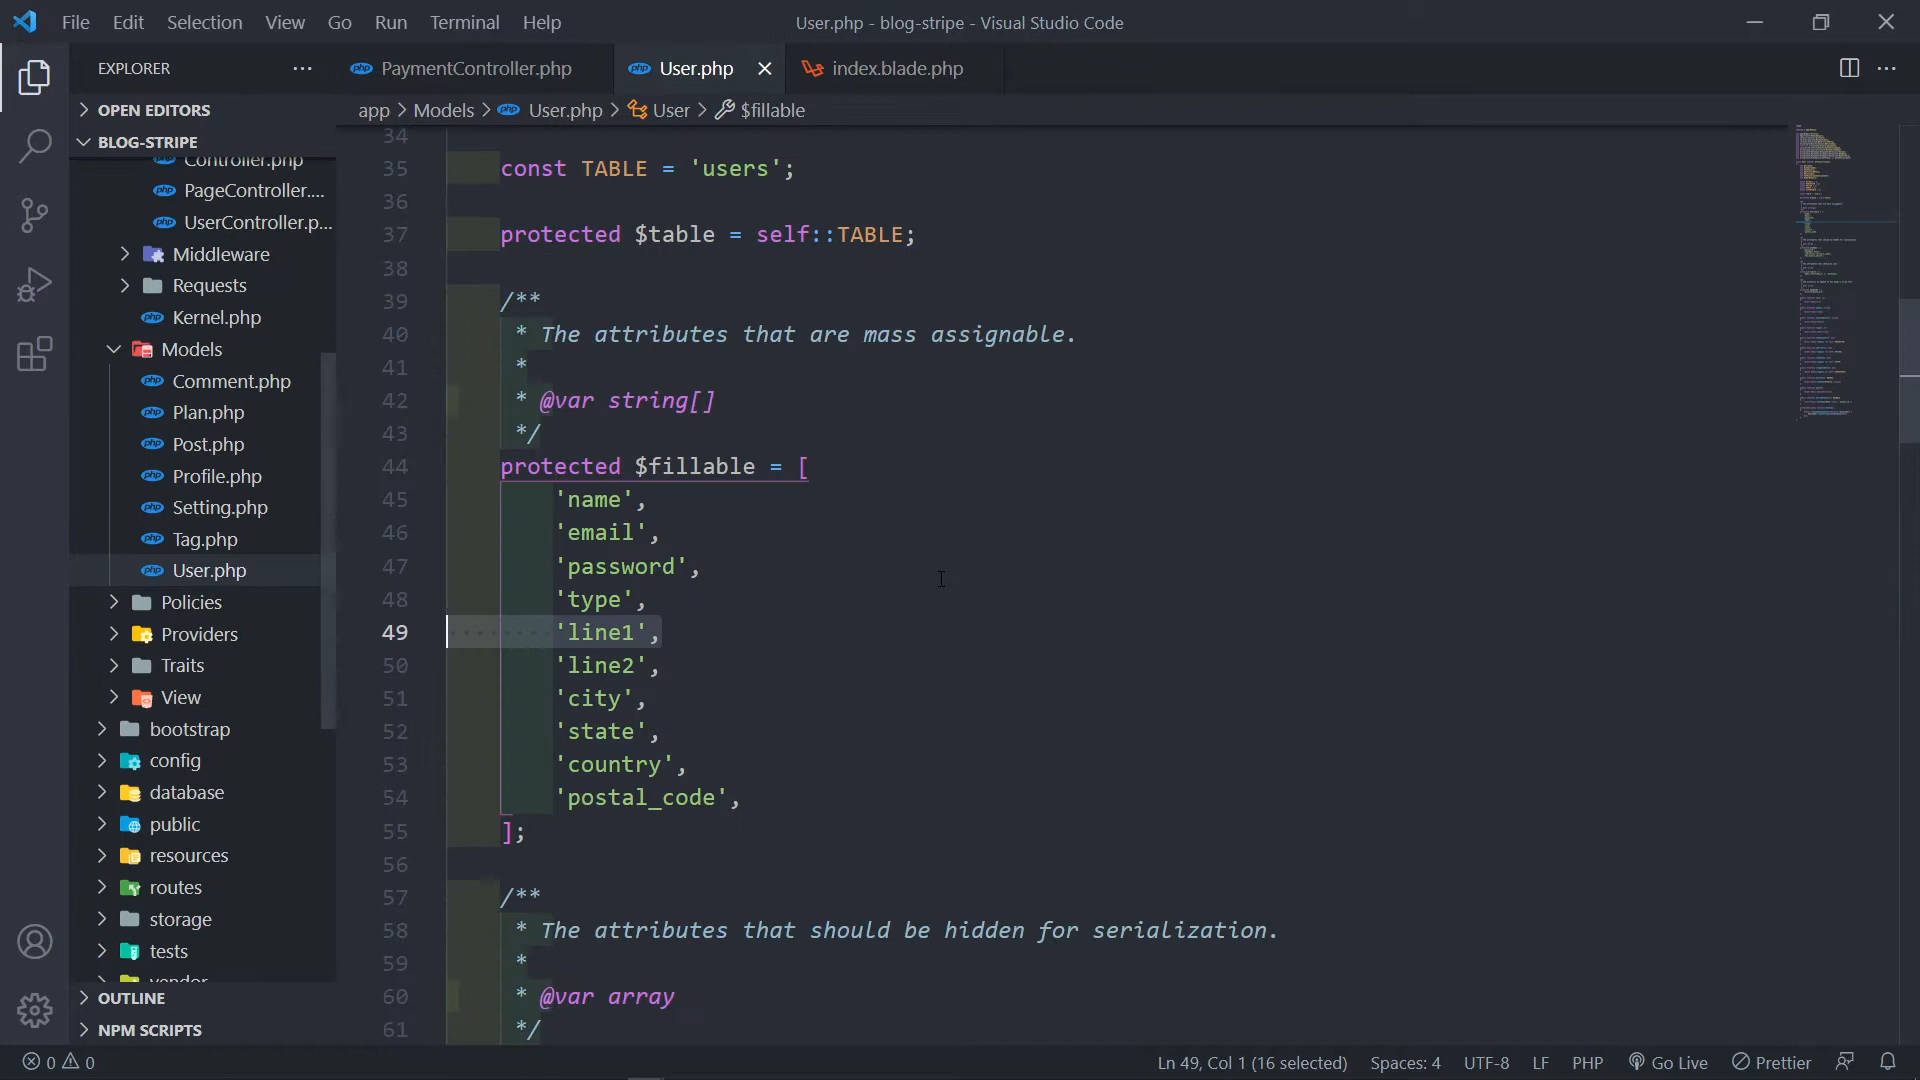 File Edit Selection View Go Run Terminal Help
User.php - blog-stripe - Visual Studio Code
EXPLORER
PaymentController.php
User.php
index.blade.php
OPEN EDITORS
BLOG-STRIPE
app > Models > User.php > User > $fillable
Controller.php
PageController....
UserController.p...
Middleware
Requests
Kernel.php
Models
Comment.php
Plan.php
Post.php
Profile.php
Setting.php
Tag.php
User.php
Policies
Providers
Traits
View
bootstrap
config
database
public
resources
routes
storage
tests
vendor
OUTLINE
NPM SCRIPTS
34
35 const TABLE = 'users';
36
37 protected $table = self::TABLE;
38
39 /**
40 * The attributes that are mass assignable.
41 *
42 * @var string[]
43 */
44 protected $fillable = [
45 'name',
46 'email',
47 'password',
48 'type',
49 'line1',
50 'line2',
51 'city',
52 'state',
53 'country',
54 'postal_code',
55 ];
56
57 /**
58 * The attributes that should be hidden for serialization.
59 *
60 * @var array
61 */
0 0
Ln 49, Col 1 (16 selected) Spaces: 4 UTF-8 LF PHP Go Live Prettier